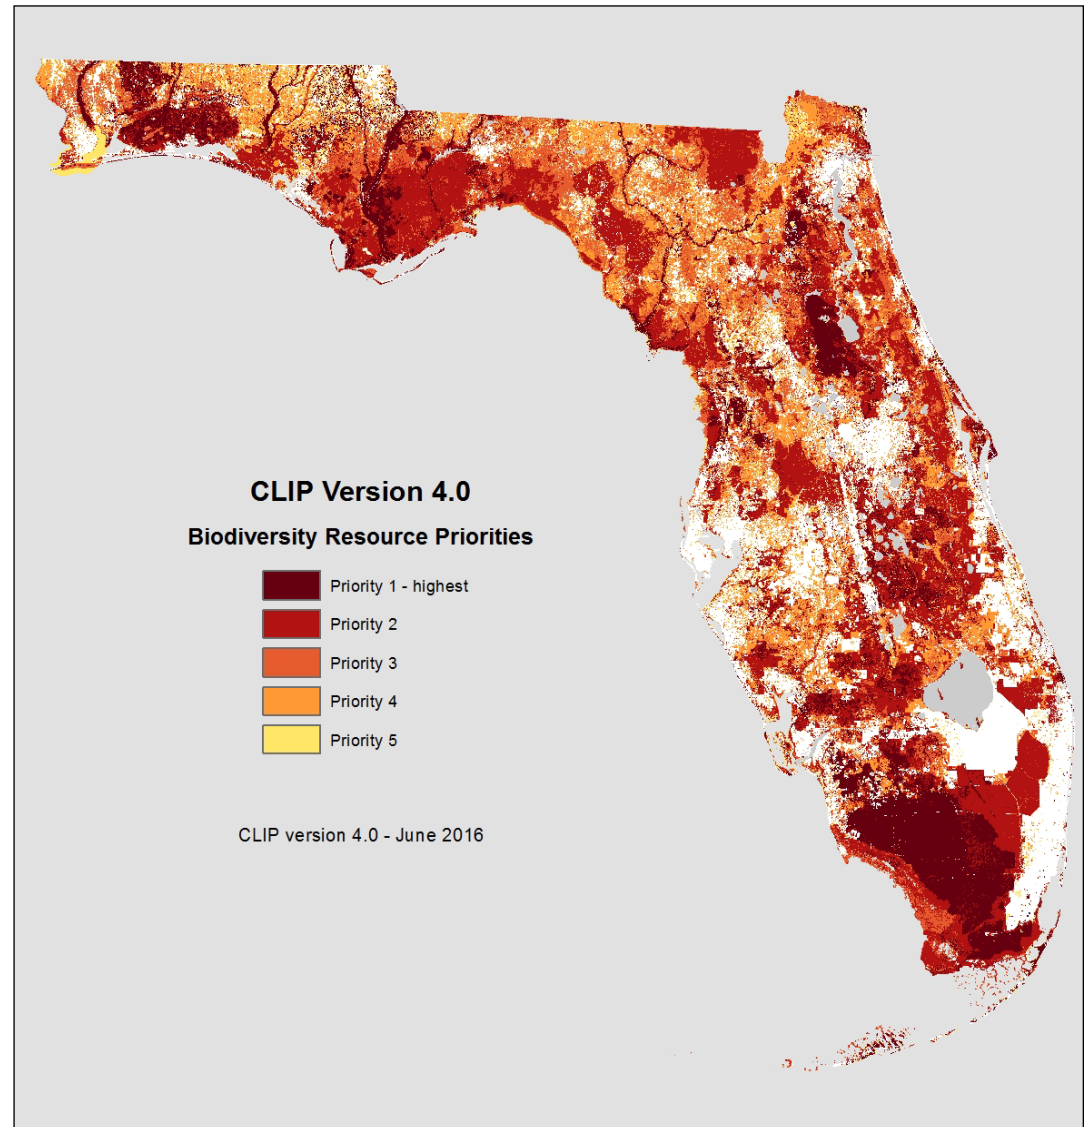 CLIP Version 4.0
Biodiversity Resource Priorities
Priority 1 - highest
Priority 2
Priority 3
Priority 4
Priority 5
CLIP version 4.0 - June 2016